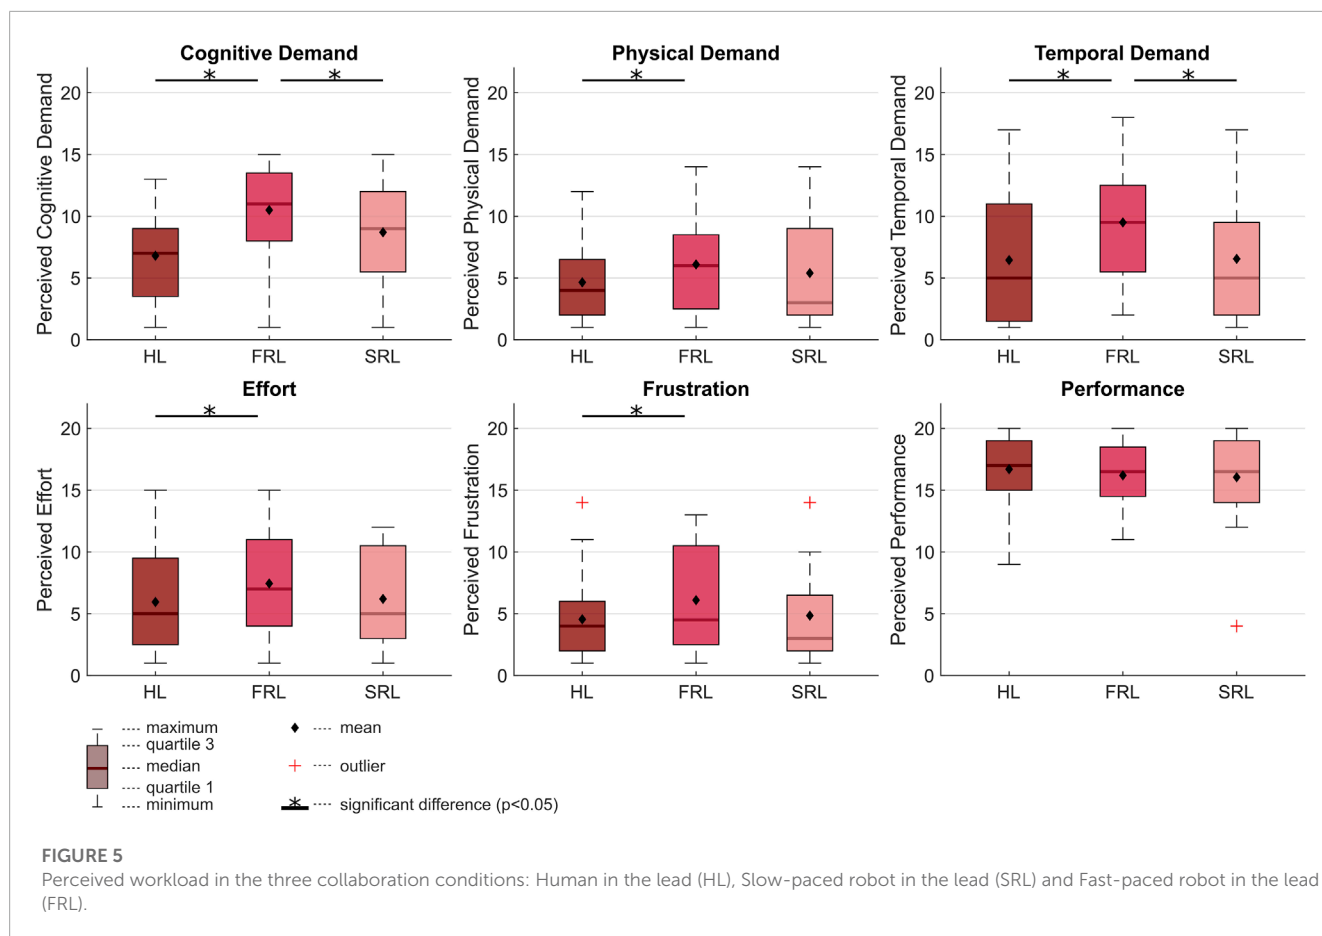 Cognitive Demand
Perceived Cognitive Demand
20
15
10
5
0
*
*
HL
FRL
SRL
Physical Demand
Perceived Physical Demand
20
15
10
5
0
*
HL
FRL
SRL
Temporal Demand
Perceived Temporal Demand
20
15
10
5
0
*
*
HL
FRL
SRL
Effort
Perceived Effort
20
15
10
5
0
*
HL
FRL
SRL
Frustration
Perceived Frustration
20
15
10
5
0
*
HL
FRL
SRL
Performance
Perceived Performance
20
15
10
5
0
HL
FRL
SRL
maximum
quartile 3
median
quartile 1
minimum
mean
outlier
* significant difference (p<0.05)
FIGURE 5
Perceived workload in the three collaboration conditions: Human in the lead (HL), Slow-paced robot in the lead (SRL) and Fast-paced robot in the lead
(FRL).